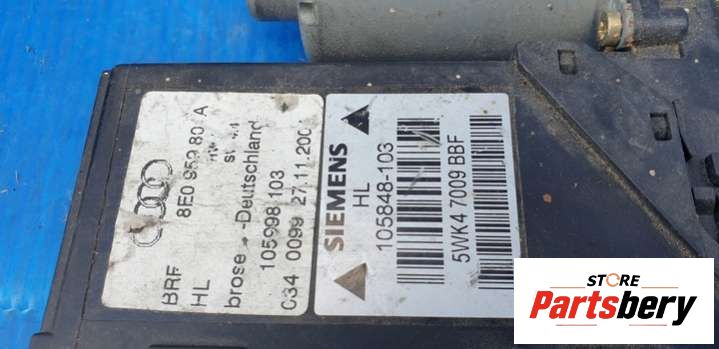 8E0 959 80 A
BRF
HL
brose -Deutschland
105998 103
034 0099 27.11.200
SIEMENS
HL
105848-103
5WK4 7009 BBF
STORE
Partsbery